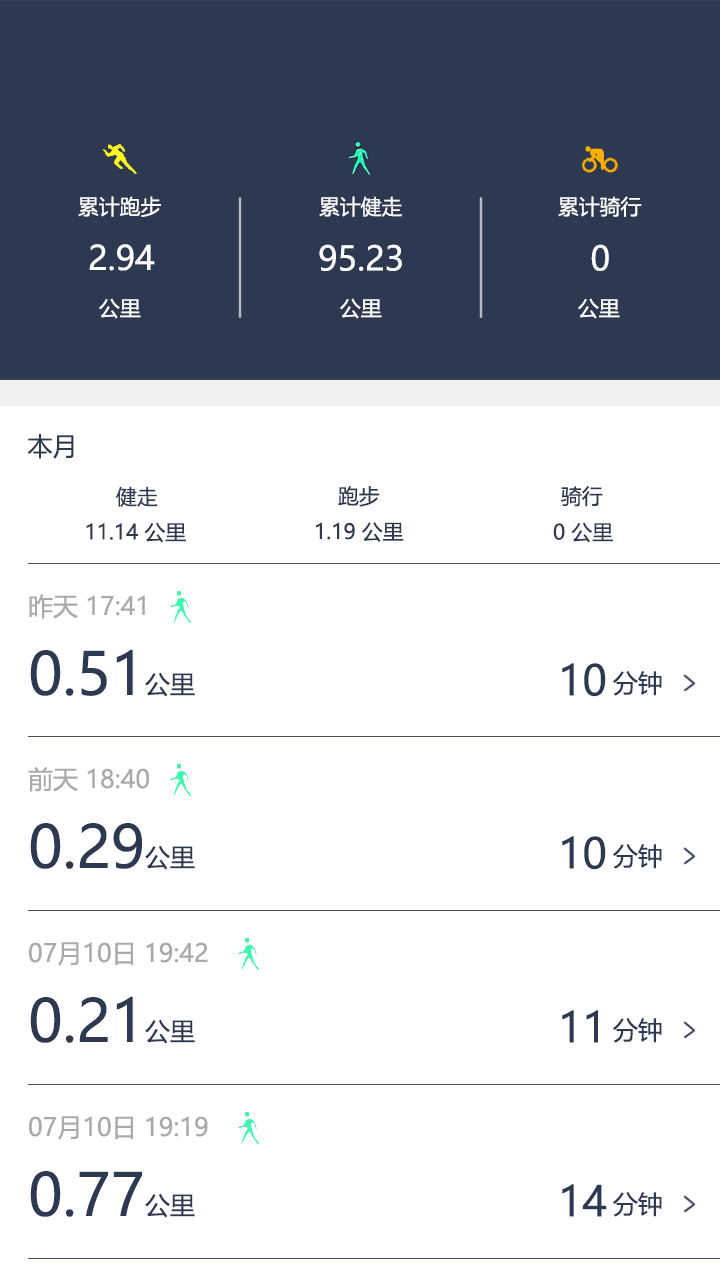 累计跑步 累计健走 累计骑行
2.94 95.23 0
公里 公里 公里
本月
健走 跑步 骑行
11.14 公里 1.19 公里 0 公里
昨天 17:41
0.51公里 10分钟 >
前天 18:40
0.29公里 10分钟 >
07月10日 19:42
0.21公里 11分钟 >
07月10日 19:19
0.77公里 14分钟 >